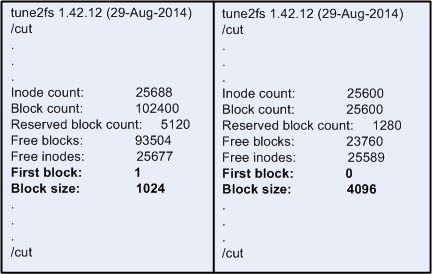 tune2fs 1.42.12 (29-Aug-2014)
/cut
.
.
.
Inode count: 25688
Block count: 102400
Reserved block count: 5120
Free blocks: 93504
Free inodes: 25677
First block: 1
Block size: 1024
.
.
.
/cut
tune2fs 1.42.12 (29-Aug-2014)
/cut
.
.
.
Inode count: 25600
Block count: 25600
Reserved block count: 1280
Free blocks: 23760
Free inodes: 25589
First block: 0
Block size: 4096
.
.
.
/cut